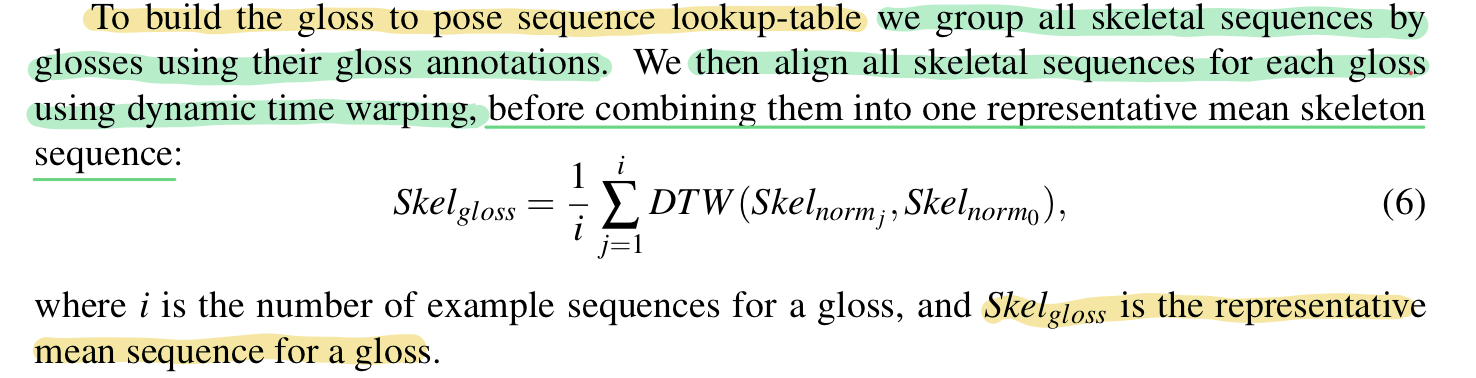 To build the gloss to pose sequence lookup-table we group all skeletal sequences by
glosses using their gloss annotations. We then align all skeletal sequences for each gloss
using dynamic time warping, before combining them into one representative mean skeleton
sequence:
Skel_{gloss} = \frac{1}{i} \sum_{j=1}^{i} DTW(Skel_{norm_j}, Skel_{norm_0}), (6)
where i is the number of example sequences for a gloss, and Skel_{gloss} is the representative
mean sequence for a gloss.